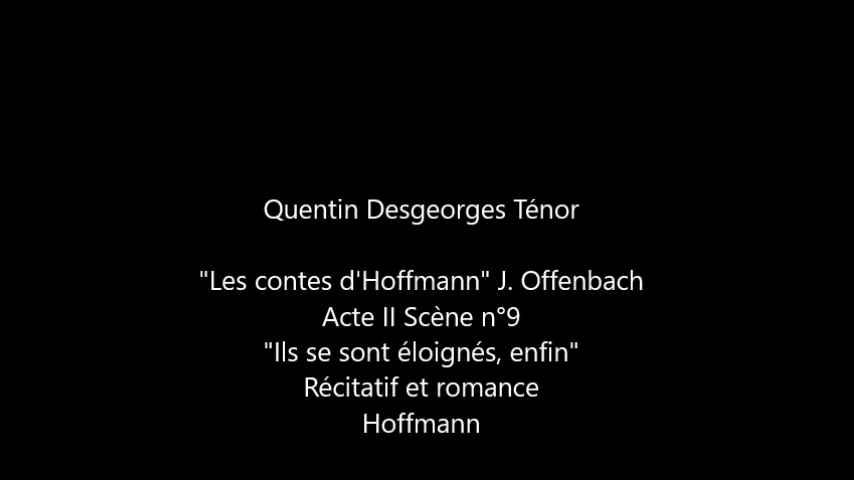 Quentin Desgeorges Ténor
"Les contes d'Hoffmann" J. Offenbach
Acte II Scène n°9
"Ils se sont éloignés, enfin"
Récitatif et romance
Hoffmann